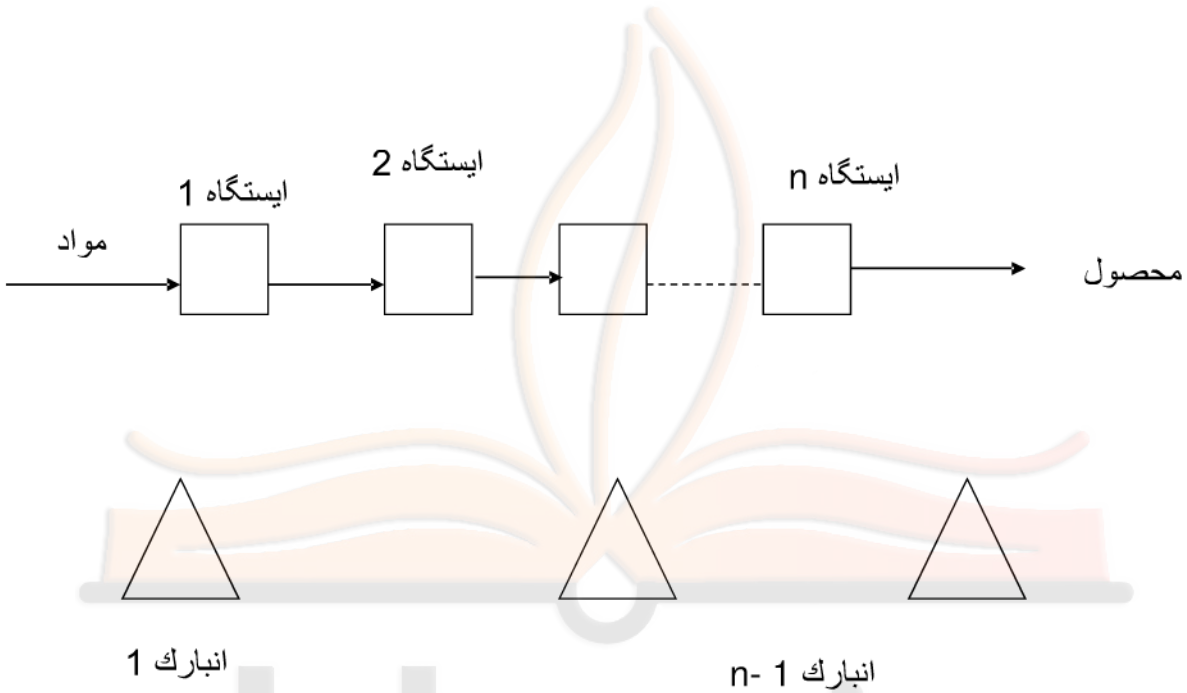 ایستگاه 1
ایستگاه 2
ایستگاه n
مواد
محصول
انبارك 1
انبارك n- 1